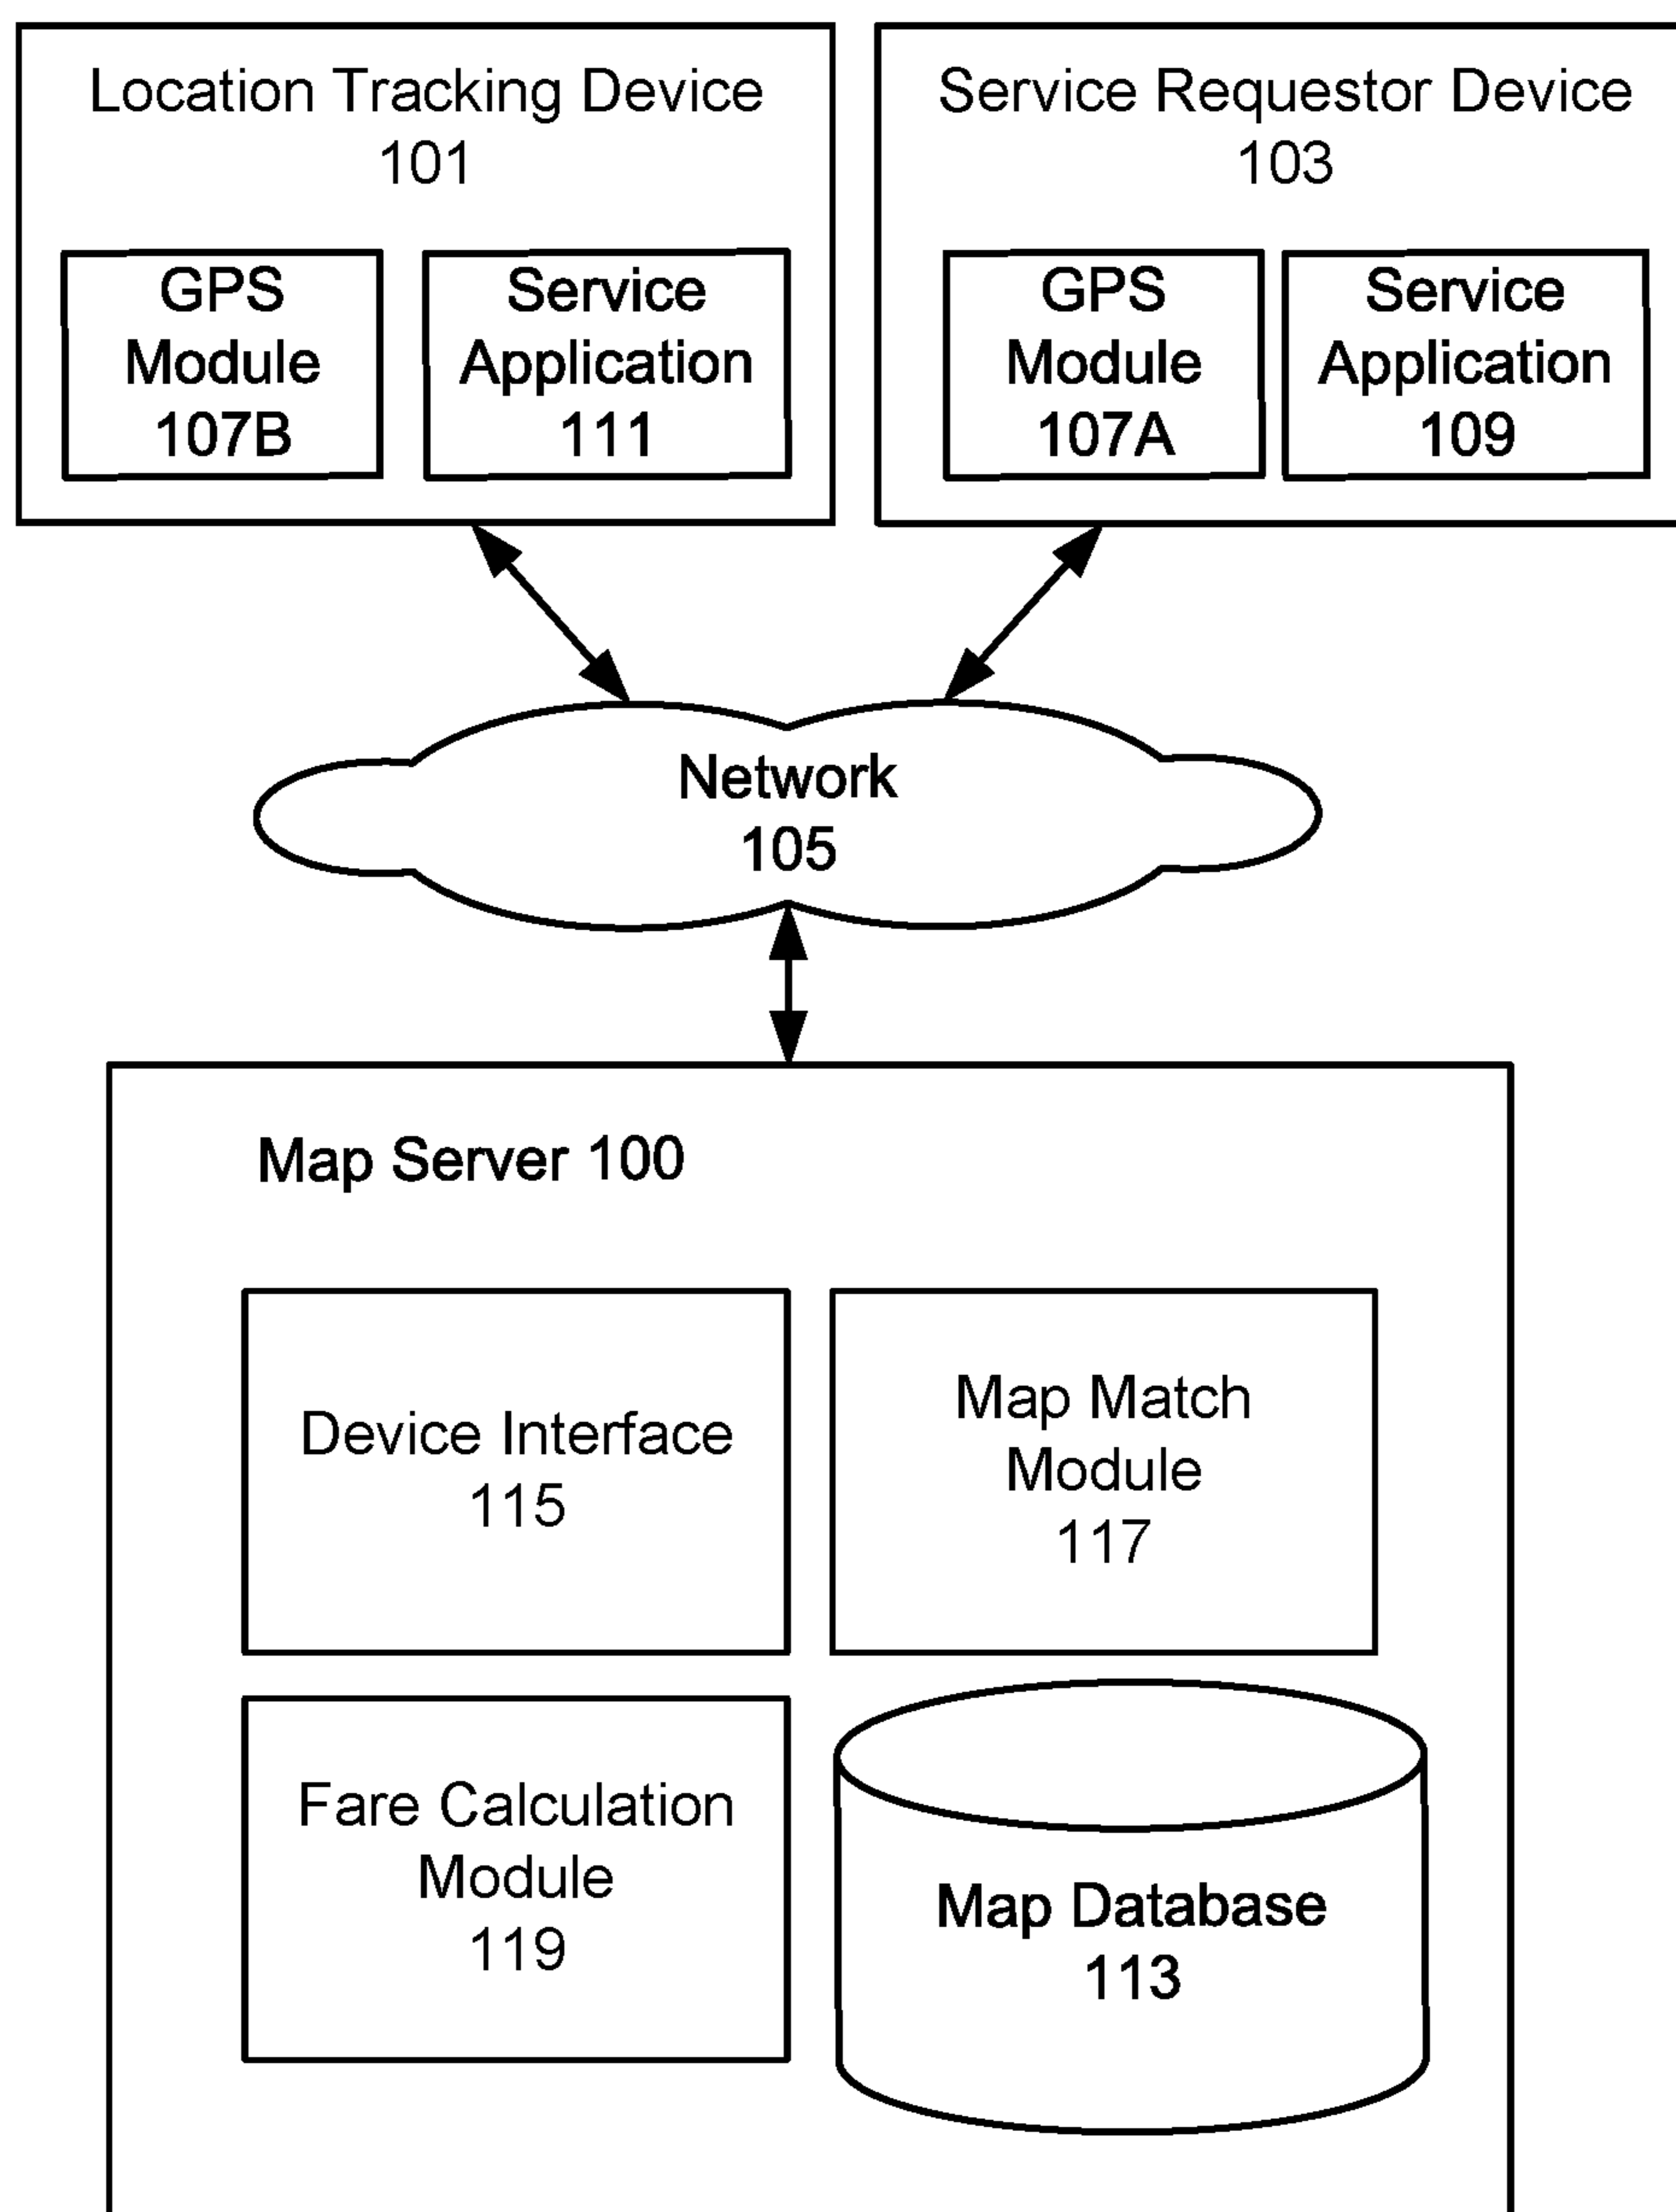 Location Tracking Device
101
GPS
Module
107B
Service
Application
111
Service Requestor Device
103
GPS
Module
107A
Service
Application
109
Network
105
Map Server 100
Device Interface
115
Map Match
Module
117
Fare Calculation
Module
119
Map Database
113